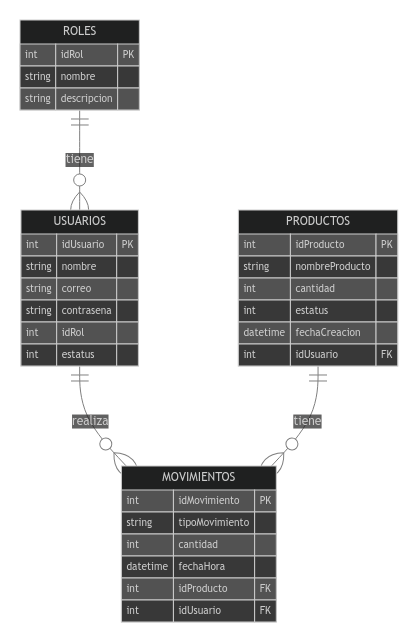 ROLES
int idRol PK
string nombre
string descripcion
tiene
USUARIOS
int idUsuario PK
string nombre
string correo
string contrasena
int idRol
int estatus
PRODUCTOS
int idProducto PK
string nombreProducto
int cantidad
int estatus
datetime fechaCreacion
int idUsuario FK
realiza
tiene
MOVIMIENTOS
int idMovimiento PK
string tipoMovimiento
int cantidad
datetime fechaHora
int idProducto FK
int idUsuario FK